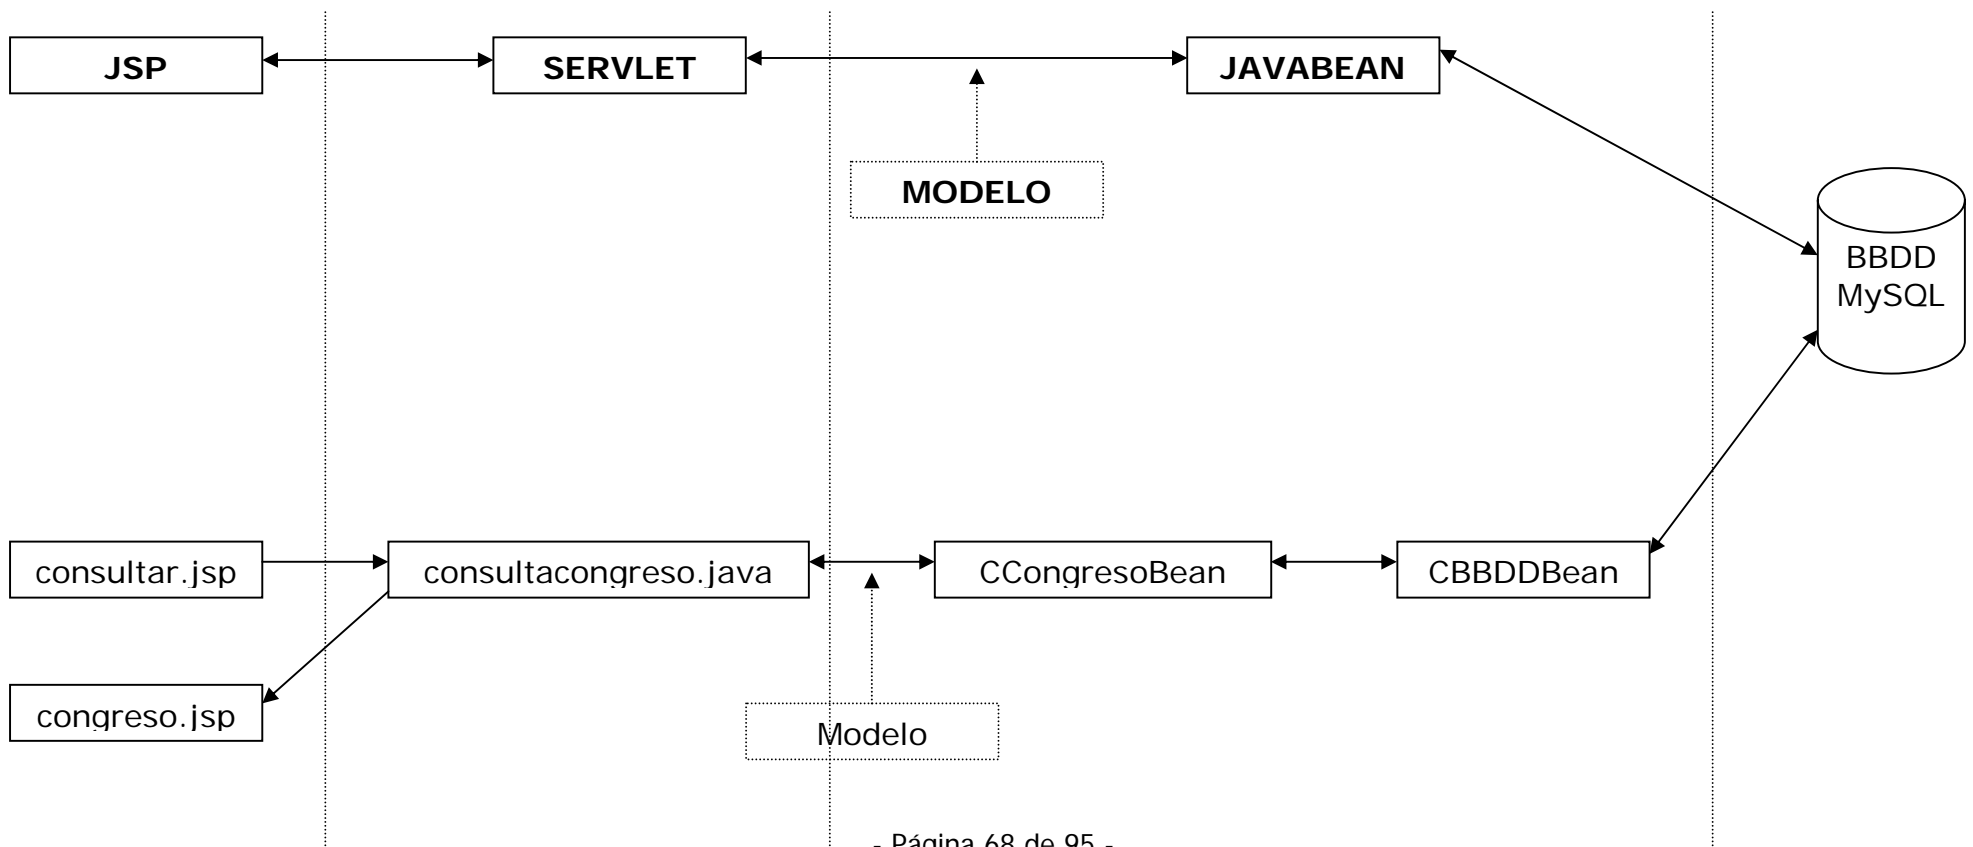 JSP
SERVLET
JAVABEAN
MODELO
BBDD
MySQL
consultar.jsp
consultacongreso.java
CCongresoBean
CBBDDBean
congreso.jsp
Modelo
- Página 68 de 95 -